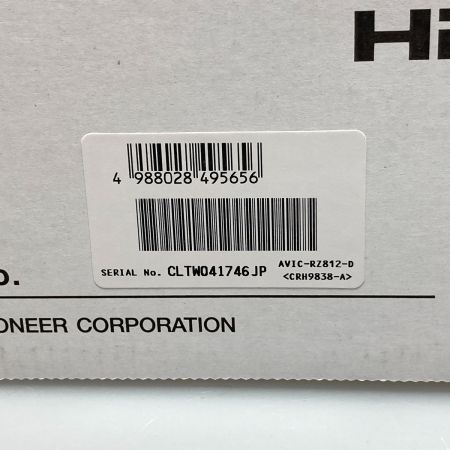 Hi
4 988028 495656
SERIAL No. CLTW041746JP
AVIC-RZ812-D
<CRH9838-A>
o.
ONEER CORPORATION